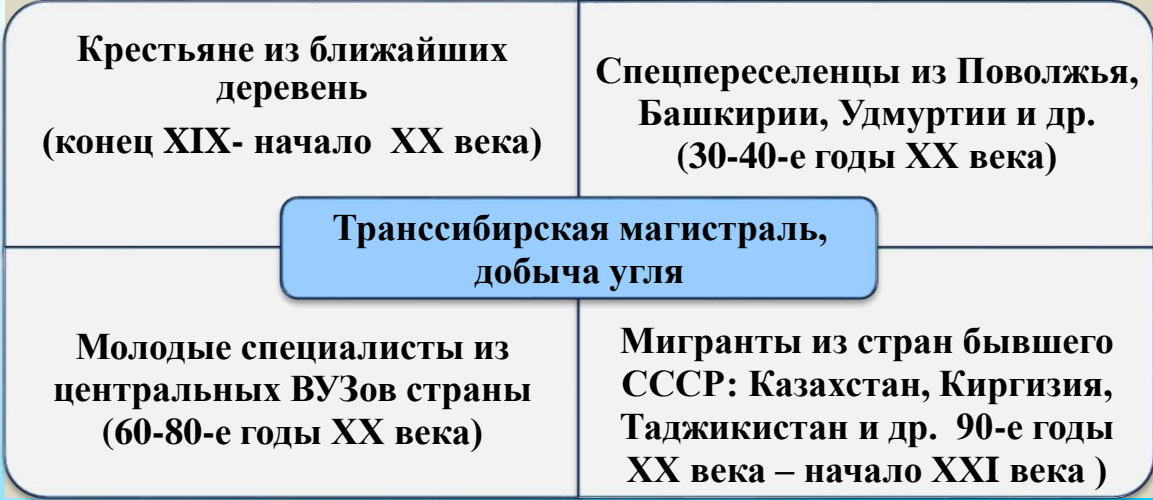 Крестьяне из ближайших
деревень
(конец XIX- начало  XX века)
Спецпереселенцы из Поволжья,
Башкирии, Удмуртии и др.
(30-40-е годы XX века)
Транссибирская магистраль,
добыча угля
Молодые специалисты из
центральных ВУЗов страны
(60-80-е годы XX века)
Мигранты из стран бывшего
СССР: Казахстан, Киргизия,
Таджикистан и др.  90-е годы
XX века – начало XXI века )